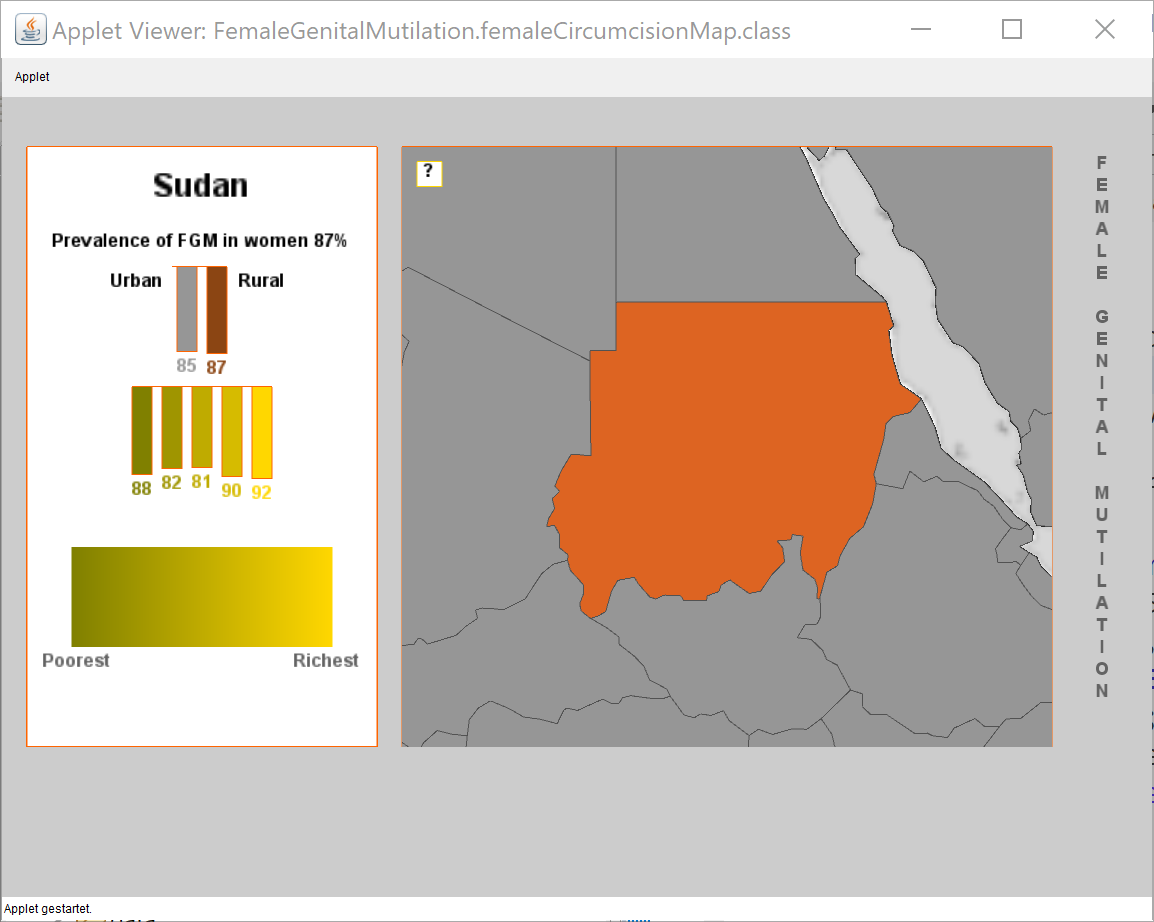 Applet Viewer: FemaleGenitalMutilation.femaleCircumcisionMap.class
Applet
Sudan
Prevalence of FGM in women 87%
Urban Rural
85 87
88 82 81 90 92
Poorest Richest
?
FEMALE GENITAL MUTILATION
Applet gestartet.